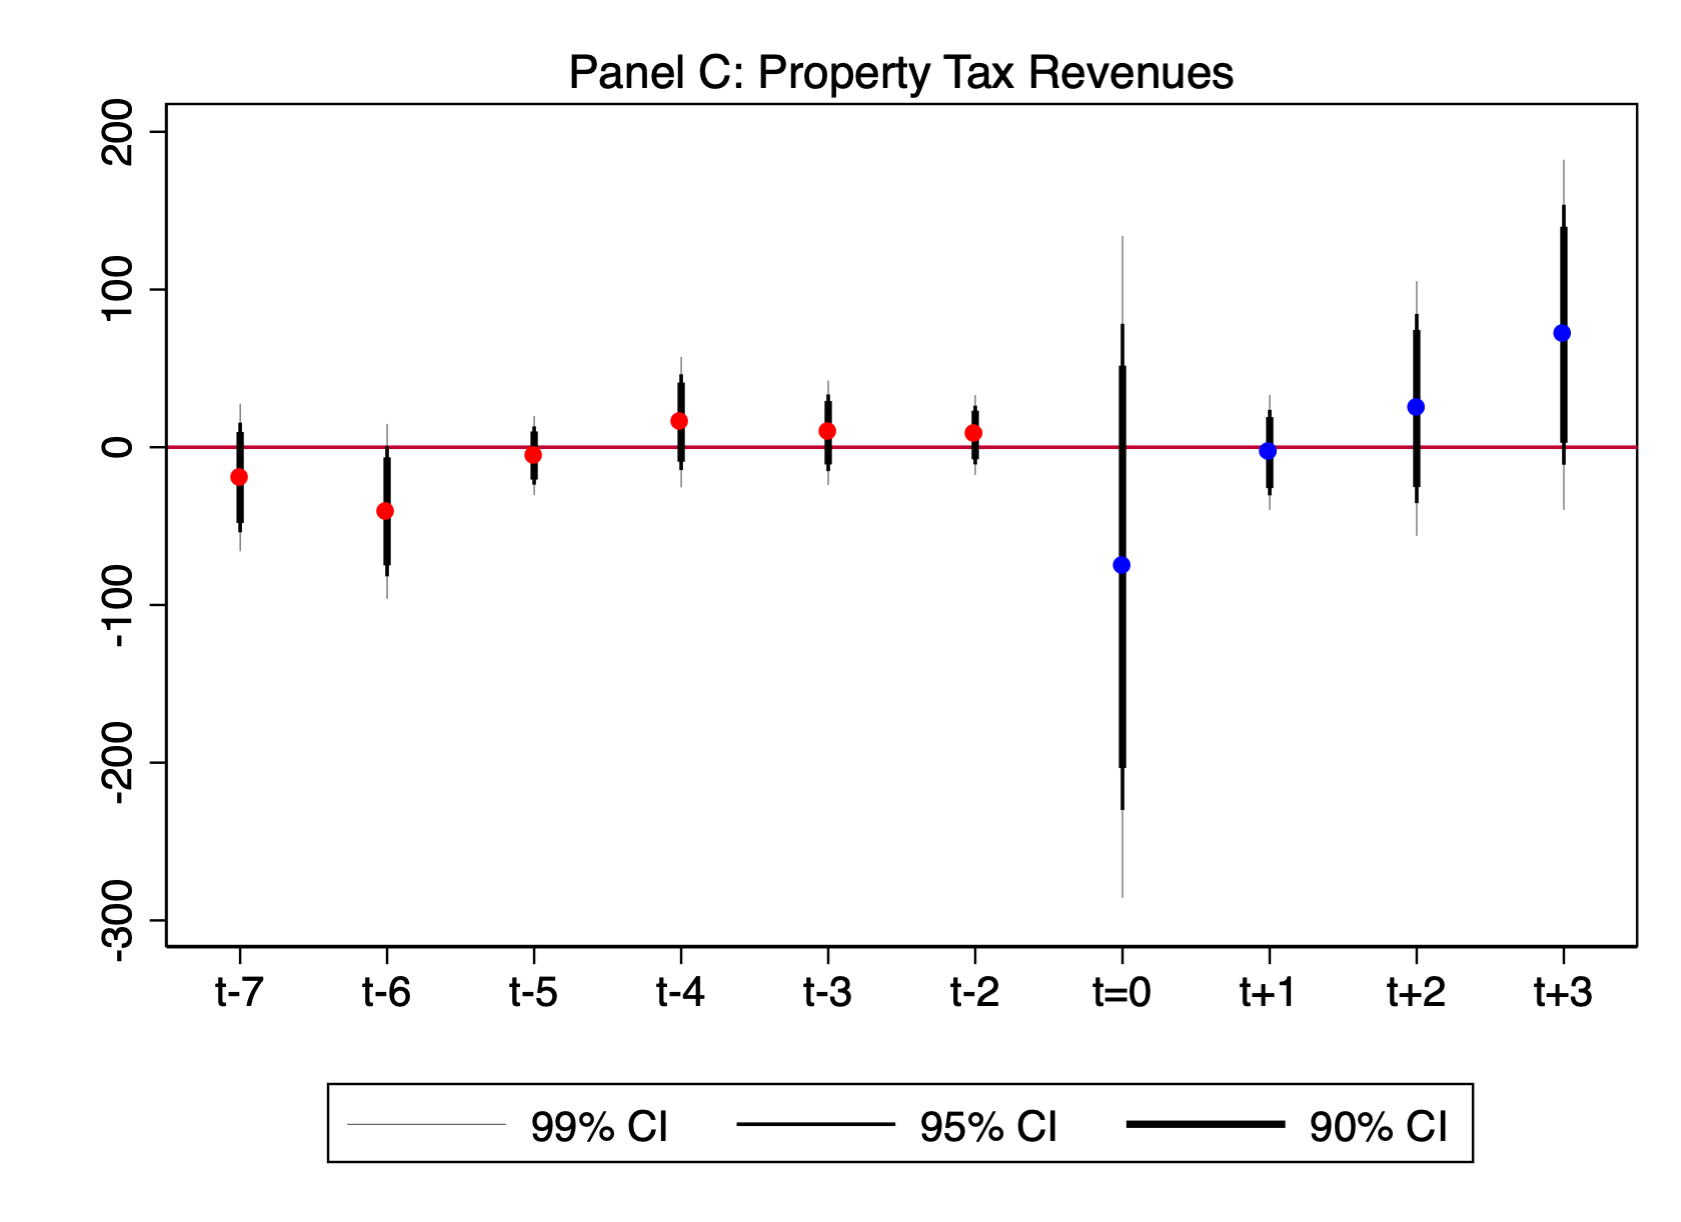 Panel C: Property Tax Revenues
200
100
0
-100
-200
-300
t-7 t-6 t-5 t-4 t-3 t-2 t=0 t+1 t+2 t+3
99% CI 95% CI 90% CI